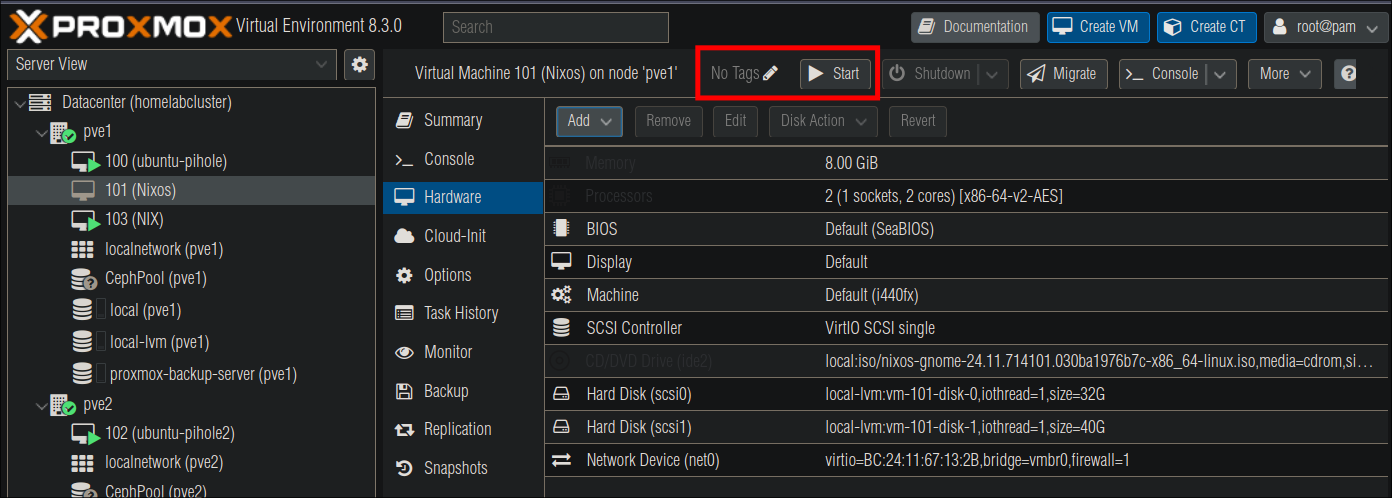 PROXMOX Virtual Environment 8.3.0
Search
Documentation
Create VM
Create CT
root@pam
Server View
Datacenter (homelabcluster)
pve1
100 (ubuntu-pihole)
101 (Nixos)
103 (NIX)
localnetwork (pve1)
CephPool (pve1)
local (pve1)
local-lvm (pve1)
proxmox-backup-server (pve1)
pve2
102 (ubuntu-pihole2)
localnetwork (pve2)
CephPool (pve2)
Virtual Machine 101 (Nixos) on node 'pve1'
No Tags
Start
Shutdown
Migrate
Console
More
Summary
Console
Hardware
Cloud-Init
Options
Task History
Monitor
Backup
Replication
Snapshots
Add
Remove
Edit
Disk Action
Revert
Memory 8.00 GiB
Processors 2 (1 sockets, 2 cores) [x86-64-v2-AES]
BIOS Default (SeaBIOS)
Display Default
Machine Default (i440fx)
SCSI Controller VirtIO SCSI single
CD/DVD Drive (ide2) local:iso/nixos-gnome-24.11.714101.030ba1976b7c-x86_64-linux.iso,media=cdrom,si...
Hard Disk (scsi0) local-lvm:vm-101-disk-0,iothread=1,size=32G
Hard Disk (scsi1) local-lvm:vm-101-disk-1,iothread=1,size=40G
Network Device (net0) virtio=BC:24:11:67:13:2B,bridge=vmbr0,firewall=1